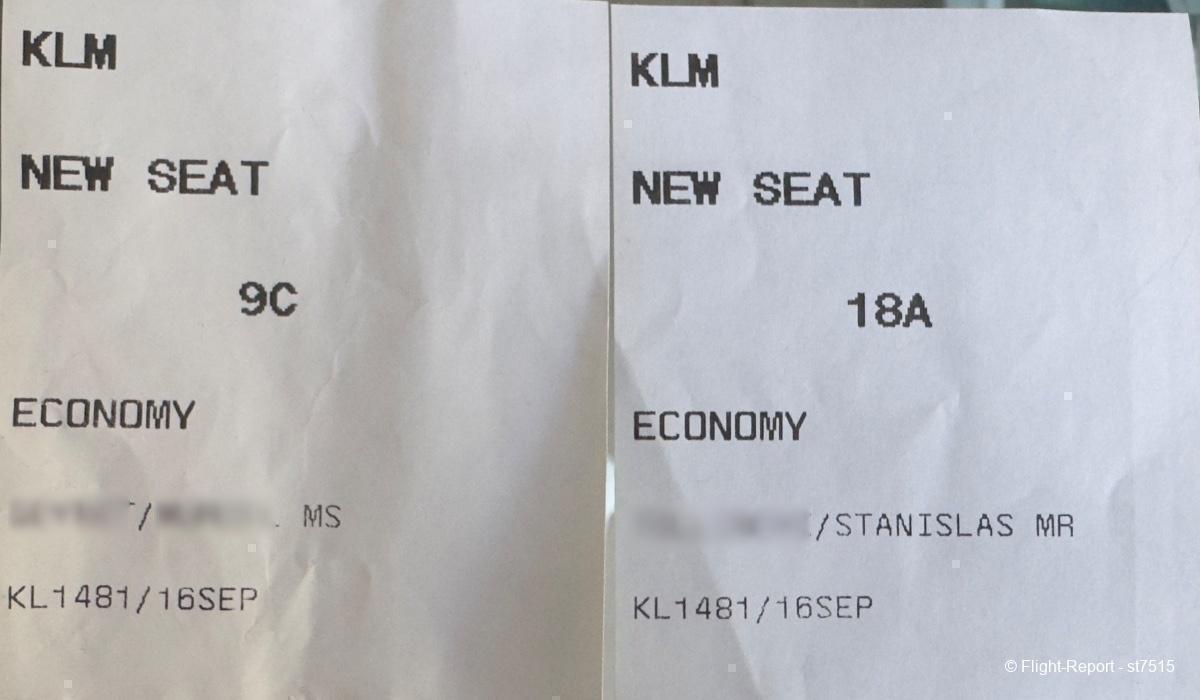 KLM
NEW SEAT
9C
ECONOMY
/ MS
KL1481/16SEP
KLM
NEW SEAT
18A
ECONOMY
/STANISLAS MR
KL1481/16SEP
© Flight-Report - st7515